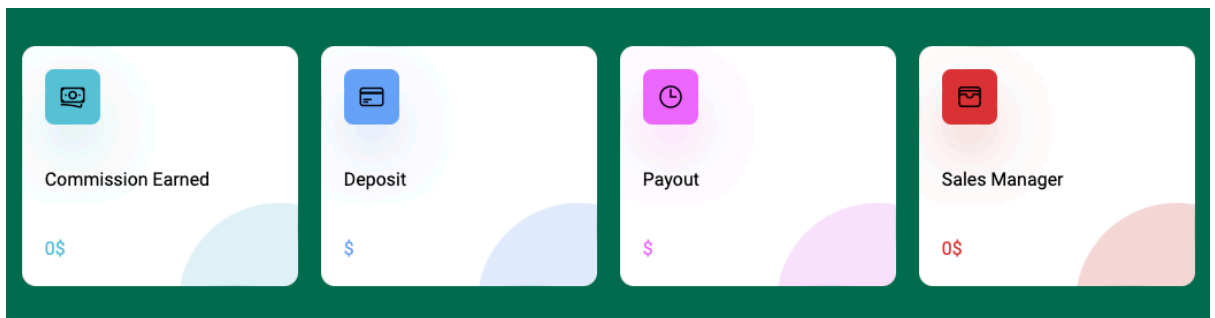 Commission Earned
0$
Deposit
$
Payout
$
Sales Manager
0$